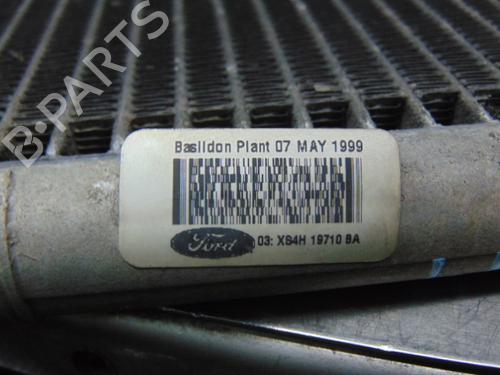 B-PARTS
Basildon Plant 07 MAY 1999
Ford
03: XS4H 19710 BA